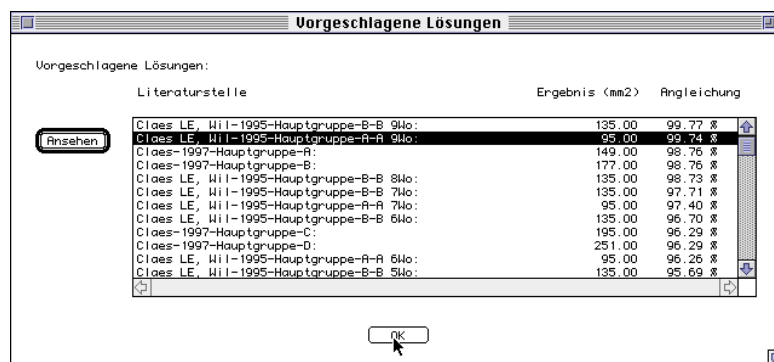 Vorgeschlagene Lösungen
Vorgeschlagene Lösungen:
Literaturstelle Ergebnis (mm2) Angleichung
Ansehen
Claes LE, Wil-1995-Hauptgruppe-B-B 9Wo: 135.00 99.77 %
Claes LE, Wil-1995-Hauptgruppe-A-A 9Wo: 95.00 99.74 %
Claes-1997-Hauptgruppe-A: 149.00 98.76 %
Claes-1997-Hauptgruppe-B: 177.00 98.76 %
Claes LE, Wil-1995-Hauptgruppe-B-B 8Wo: 135.00 98.73 %
Claes LE, Wil-1995-Hauptgruppe-B-B 7Wo: 135.00 97.71 %
Claes LE, Wil-1995-Hauptgruppe-A-A 7Wo: 95.00 97.40 %
Claes LE, Wil-1995-Hauptgruppe-B-B 6Wo: 135.00 96.70 %
Claes-1997-Hauptgruppe-C: 195.00 96.29 %
Claes-1997-Hauptgruppe-D: 251.00 96.29 %
Claes LE, Wil-1995-Hauptgruppe-A-A 6Wo: 95.00 96.26 %
Claes LE, Wil-1995-Hauptgruppe-B-B 5Wo: 135.00 95.69 %
OK